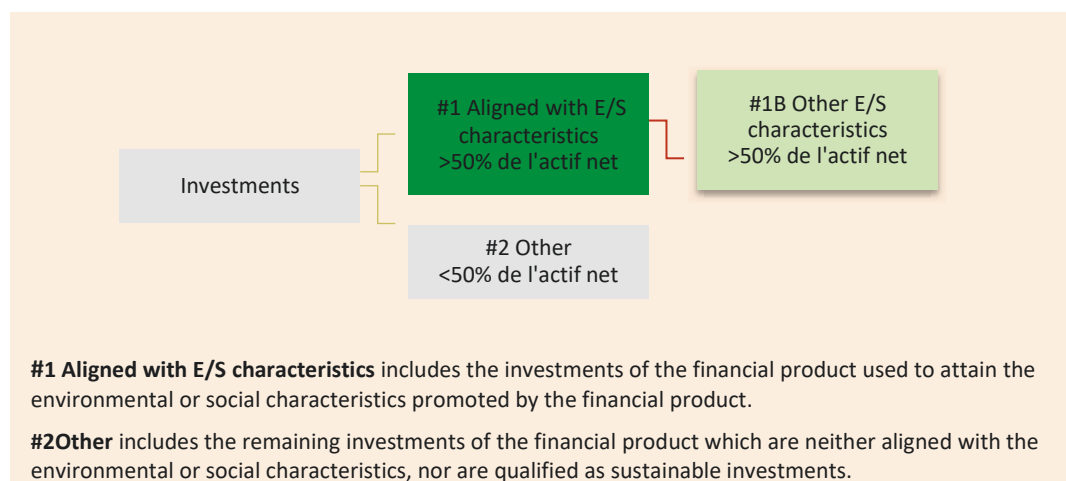 #1 Aligned with E/S
characteristics
>50% de l'actif net
#1B Other E/S
characteristics
>50% de l'actif net
Investments
#2 Other
<50% de l'actif net
#1 Aligned with E/S characteristics includes the investments of the financial product used to attain the
environmental or social characteristics promoted by the financial product.
#2Other includes the remaining investments of the financial product which are neither aligned with the
environmental or social characteristics, nor are qualified as sustainable investments.